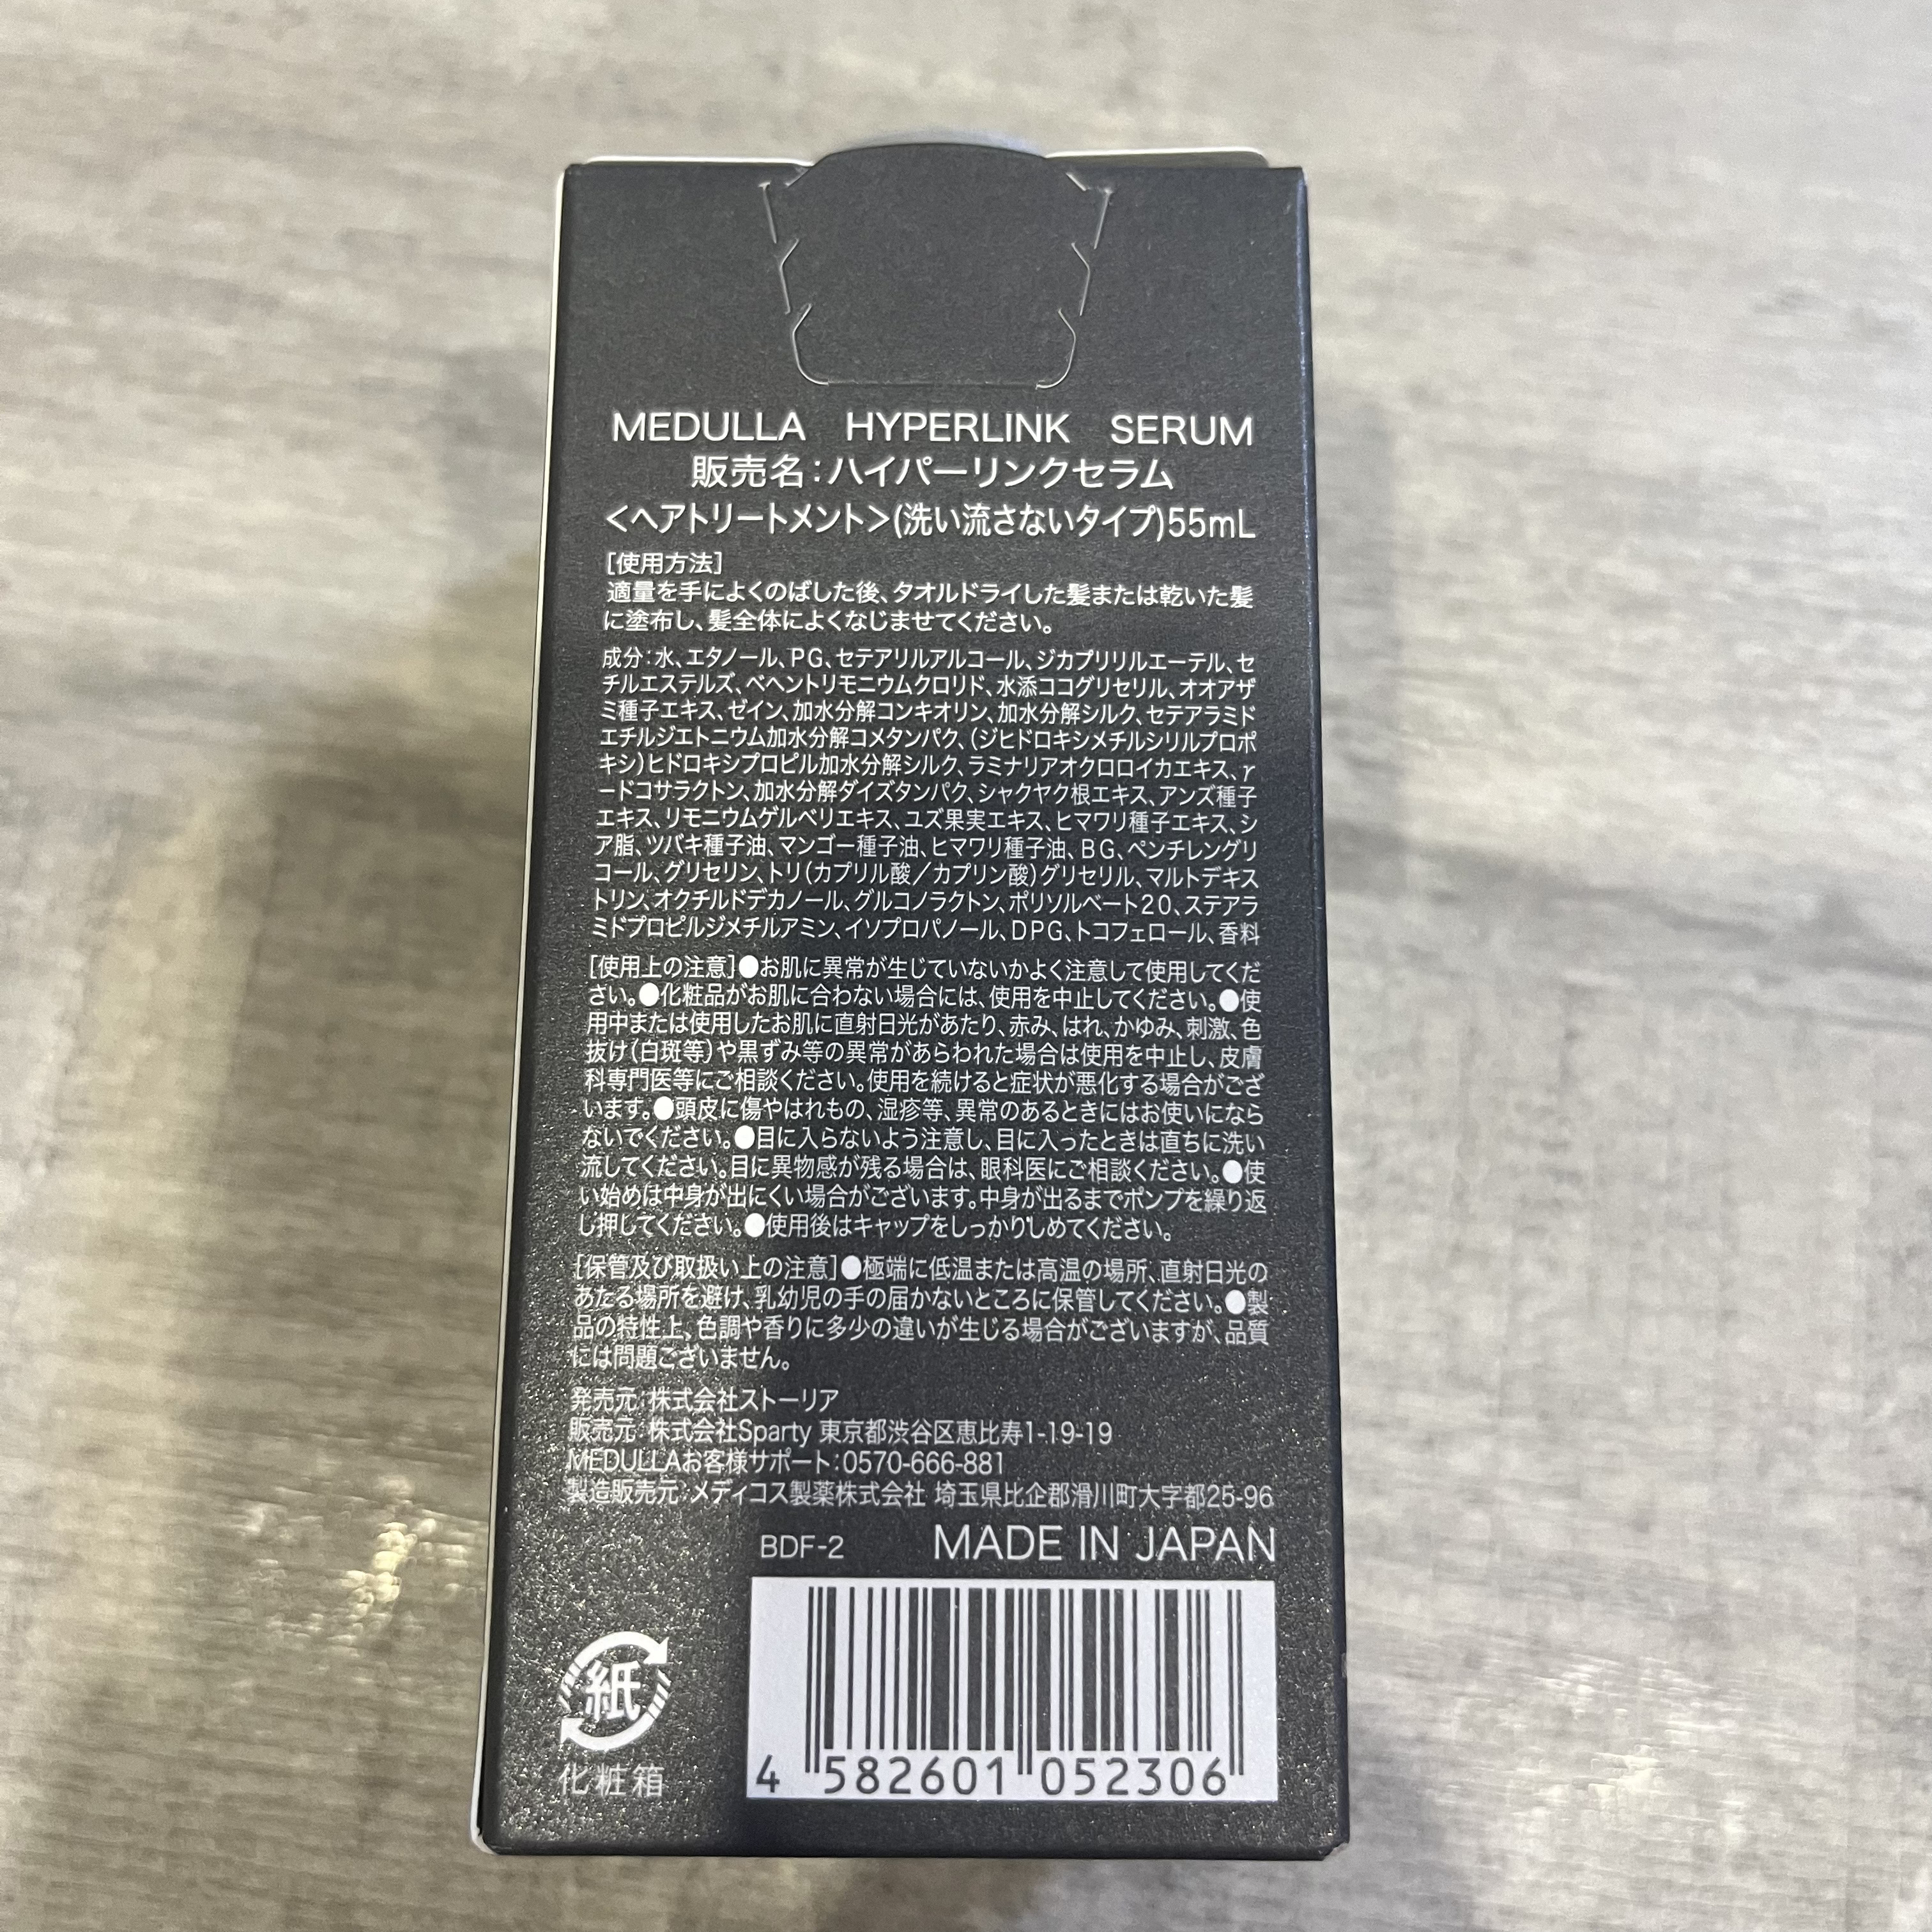 MEDULLA HYPERLINK SERUM
販売名:ハイパーリンクセラム
<ヘアトリートメント>(洗い流さないタイプ)55mL
[使用方法]
適量を手によくのばした後、タオルドライした髪または乾いた髪
に塗布し、髪全体によくなじませてください。
成分:水、エタノール、PG、セテアリルアルコール、ジカプリリルエーテル、セ
チルエステルズ、ベヘントリモニウムクロリド、水添ココグリセリル、オオアザ
ミ種子エキス、ゼイン、加水分解コンキオリン、加水分解シルク、セテアラミド
エチルジエトニウム加水分解コメタンパク、(ジヒドロキシメチルシリルプロポ
キシ)ヒドロキシプロピル加水分解シルク、ラミナリアオクロロイカエキス、γ
ードコサラクトン、加水分解ダイズタンパク、シャクヤク根エキス、アンズ種子
エキス、リモニウムゲルベリエキス、ユズ果実エキス、ヒマワリ種子エキス、シ
ア脂、ツバキ種子油、マンゴー種子油、ヒマワリ種子油、BG、ペンチレングリ
コール、グリセリン、トリ(カプリル酸/カプリン酸)グリセリル、マルトデキス
トリン、オクチルドデカノール、グルコノラクトン、ポリソルベート20、ステアラ
ミドプロピルジメチルアミン、イソプロパノール、DPG、トコフェロール、香料
[使用上の注意]●お肌に異常が生じていないかよく注意して使用してくだ
さい。●化粧品がお肌に合わない場合には、使用を中止してください。●使
用中または使用したお肌に直射日光があたり、赤み、はれ、かゆみ、刺激、色
抜け(白斑等)や黒ずみ等の異常があらわれた場合は使用を中止し、皮膚
科専門医等にご相談ください。使用を続けると症状が悪化する場合がござ
います。●頭皮に傷やはれもの、湿疹等、異常のあるときにはお使いになら
ないでください。●目に入らないよう注意し、目に入ったときは直ちに洗い
流してください。目に異物感が残る場合は、眼科医にご相談ください。●使
い始めは中身が出にくい場合がございます。中身が出るまでポンプを繰り返
し押してください。●使用後はキャップをしっかりしめてください。
[保管及び取扱い上の注意]●極端に低温または高温の場所、直射日光の
あたる場所を避け、乳幼児の手の届かないところに保管してください。●製
品の特性上、色調や香りに多少の違いが生じる場合がございますが、品質
には問題ございません。
発売元:株式会社ストーリア
販売元:株式会社Sparty 東京都渋谷区恵比寿1-19-19
MEDULLAお客様サポート:0570-666-881
製造販売元:メディコス製薬株式会社 埼玉県比企郡滑川町大字都25-96
BDF-2 MADE IN JAPAN
紙
化粧箱
4 582601 052306